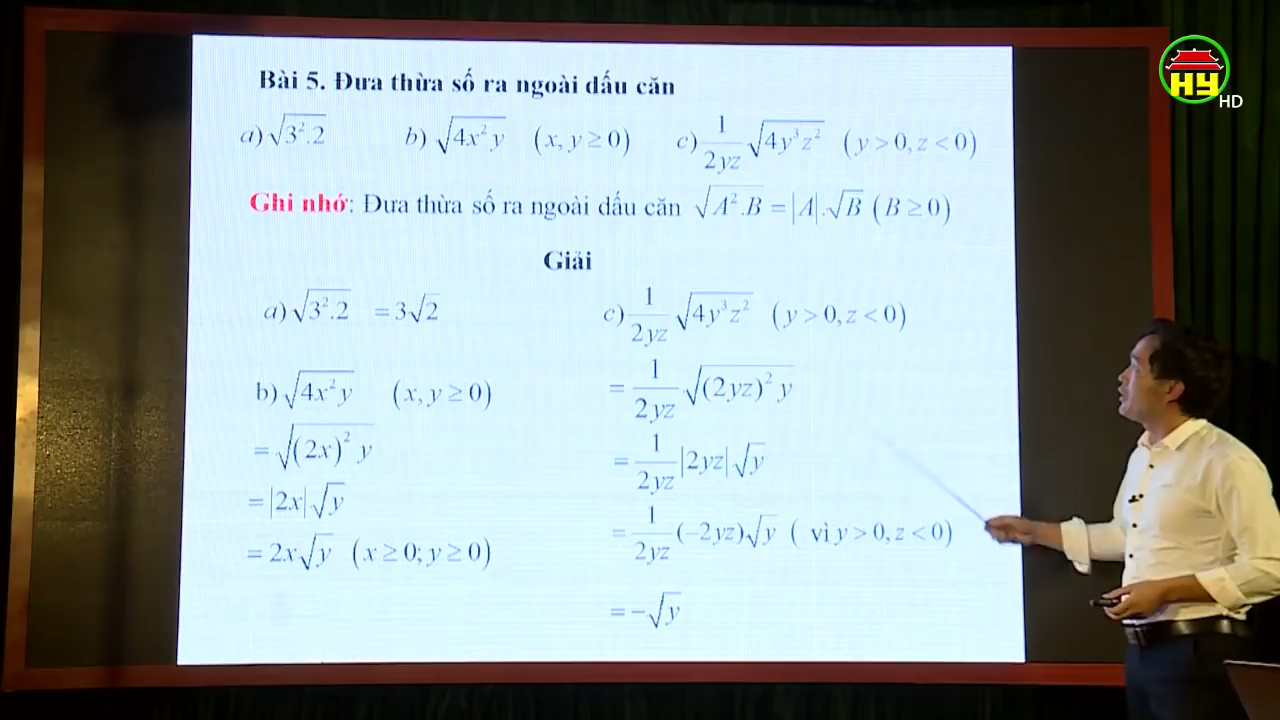 HY
HD
Bài 5. Đưa thừa số ra ngoài dấu căn
a) √(3².2) b) √(4x²y) (x, y ≥ 0) c) 1/(2yz) √(4y³z²) (y > 0, z < 0)
Ghi nhớ: Đưa thừa số ra ngoài dấu căn √(A².B) = |A|.√B (B ≥ 0)
Giải
a) √(3².2) = 3√2
b) √(4x²y) (x, y ≥ 0)
= √((2x)² y)
= |2x|√y
= 2x√y (x ≥ 0; y ≥ 0)
c) 1/(2yz) √(4y³z²) (y > 0, z < 0)
= 1/(2yz) √((2yz)² y)
= 1/(2yz) |2yz|√y
= 1/(2yz) (−2yz)√y ( vì y > 0, z < 0)
= −√y